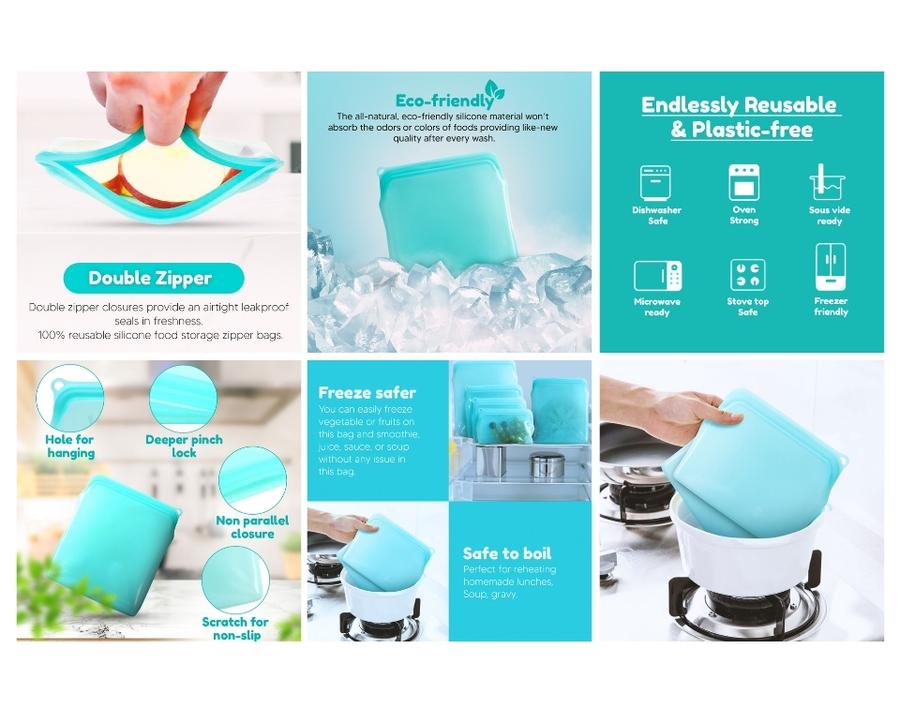 Double Zipper
Double zipper closures provide an airtight leakproof
seals in freshness.
100% reusable silicone food storage zipper bags.
Eco-friendly
The all-natural, eco-friendly silicone material won't
absorb the odors or colors of foods providing like-new
quality after every wash.
Endlessly Reusable
& Plastic-free
Dishwasher
Safe
Oven
Strong
Sous vide
ready
Microwave
ready
Stove top
Safe
Freezer
friendly
Hole for
hanging
Deeper pinch
lock
Non parallel
closure
Scratch for
non-slip
Freeze safer
You can easily freeze
vegetable or fruits on
this bag and smoothie,
juice, sauce, or soup
without any issue in
this bag.
Safe to boil
Perfect for reheating
homemade lunches,
Soup, gravy.